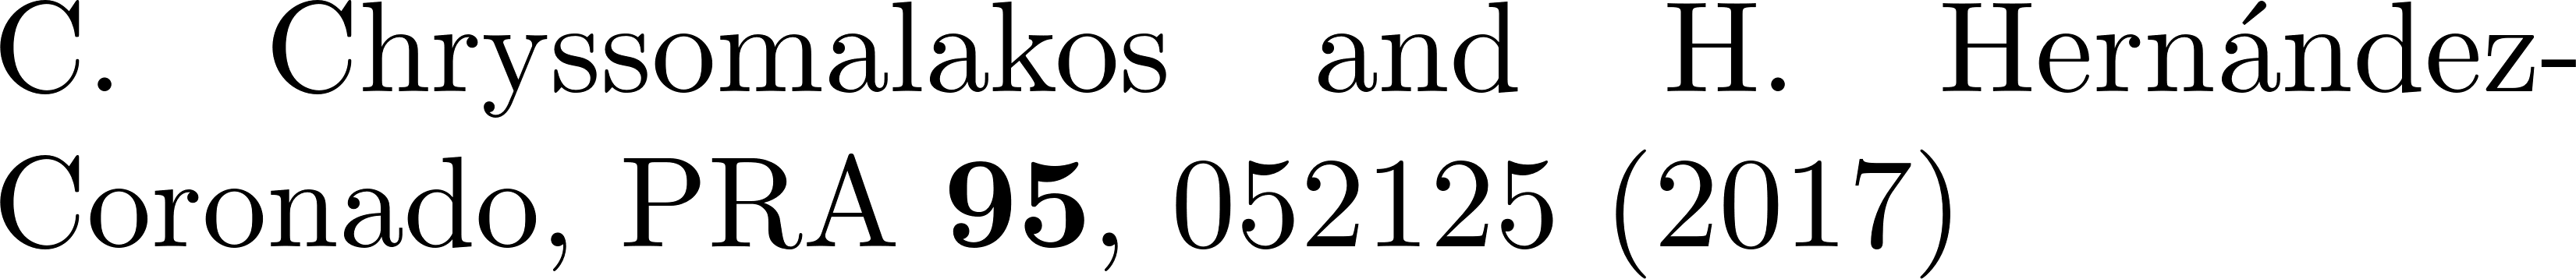 C. Chryssomalakos and H. Hernández-
Coronado, PRA 95, 052125 (2017)